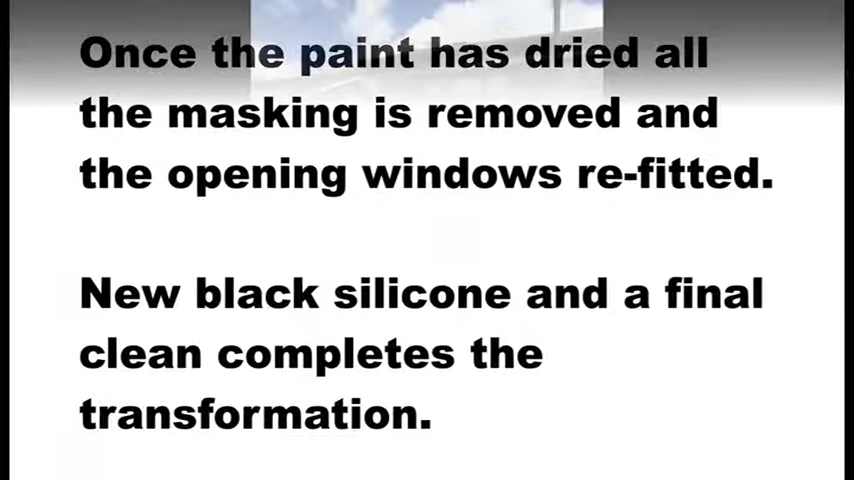 Once the paint has dried all
the masking is removed and
the opening windows re-fitted.
New black silicone and a final
clean completes the
transformation.